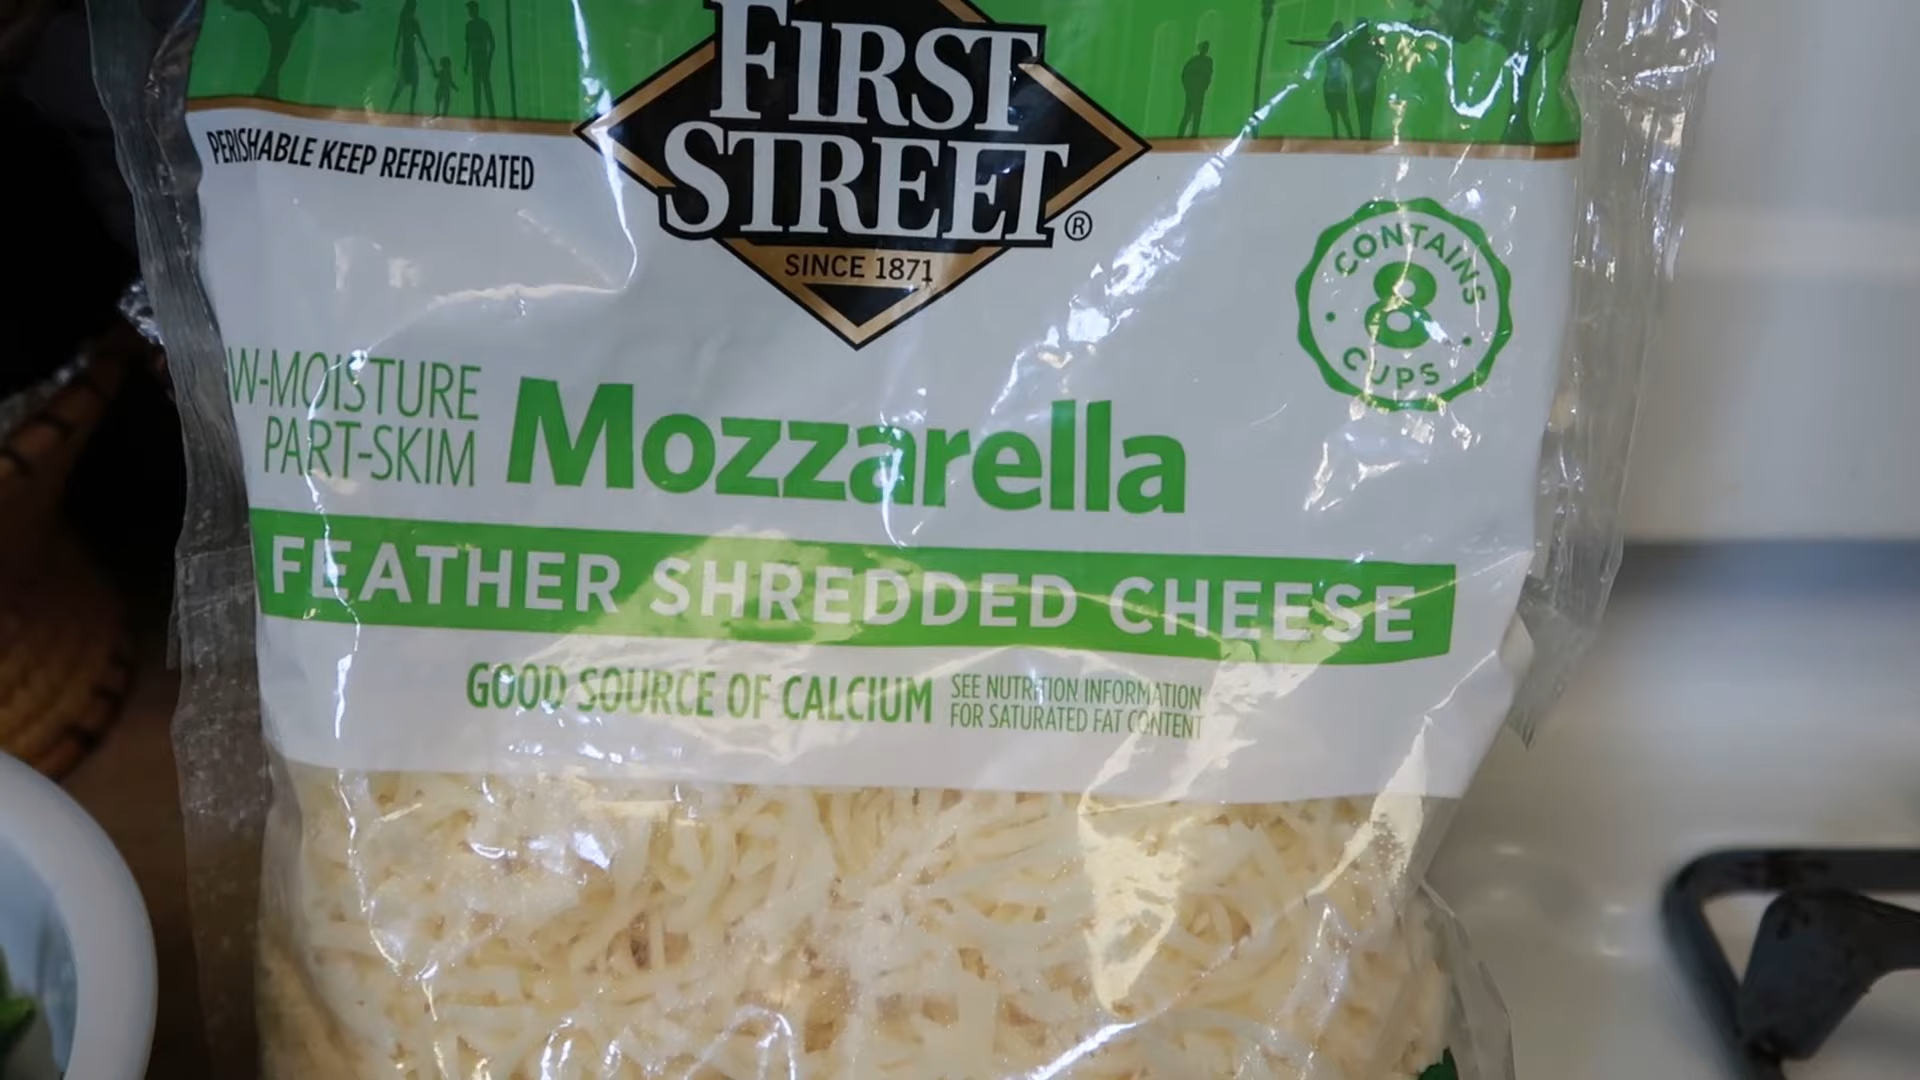 FIRST
STREET®
SINCE 1871
PERISHABLE KEEP REFRIGERATED
CONTAINS
8
CUPS
W-MOISTURE
PART-SKIM
Mozzarella
FEATHER SHREDDED CHEESE
GOOD SOURCE OF CALCIUM
SEE NUTRITION INFORMATION
FOR SATURATED FAT CONTENT